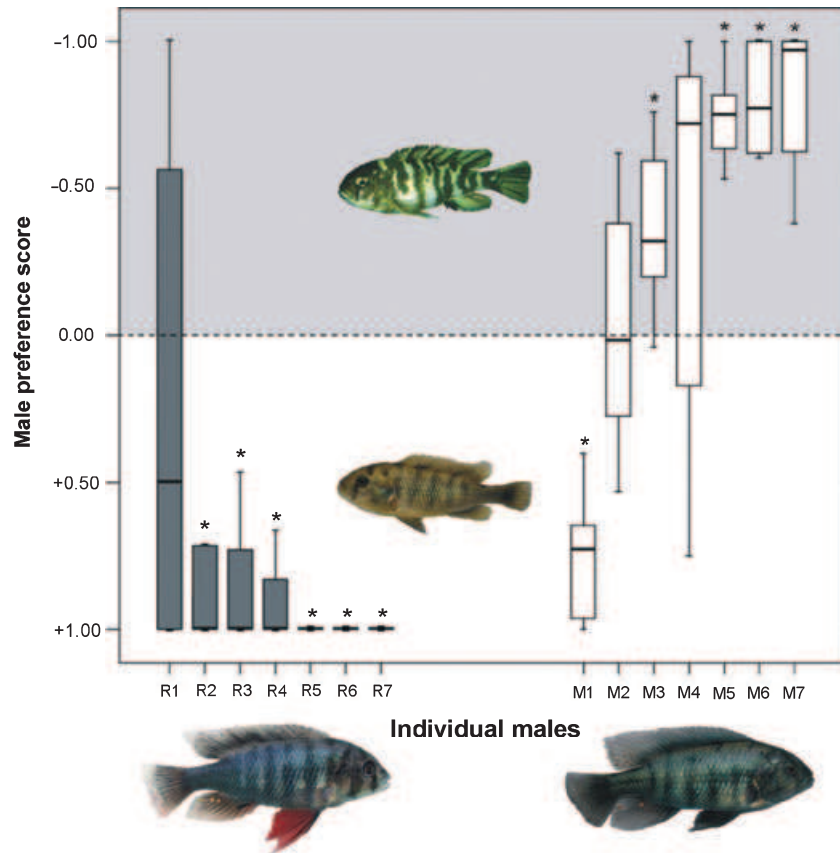 Male preference score
–1.00
–0.50
0.00
+0.50
+1.00
* * * *
*
* * * * * *
R1 R2 R3 R4 R5 R6 R7 M1 M2 M3 M4 M5 M6 M7
Individual males